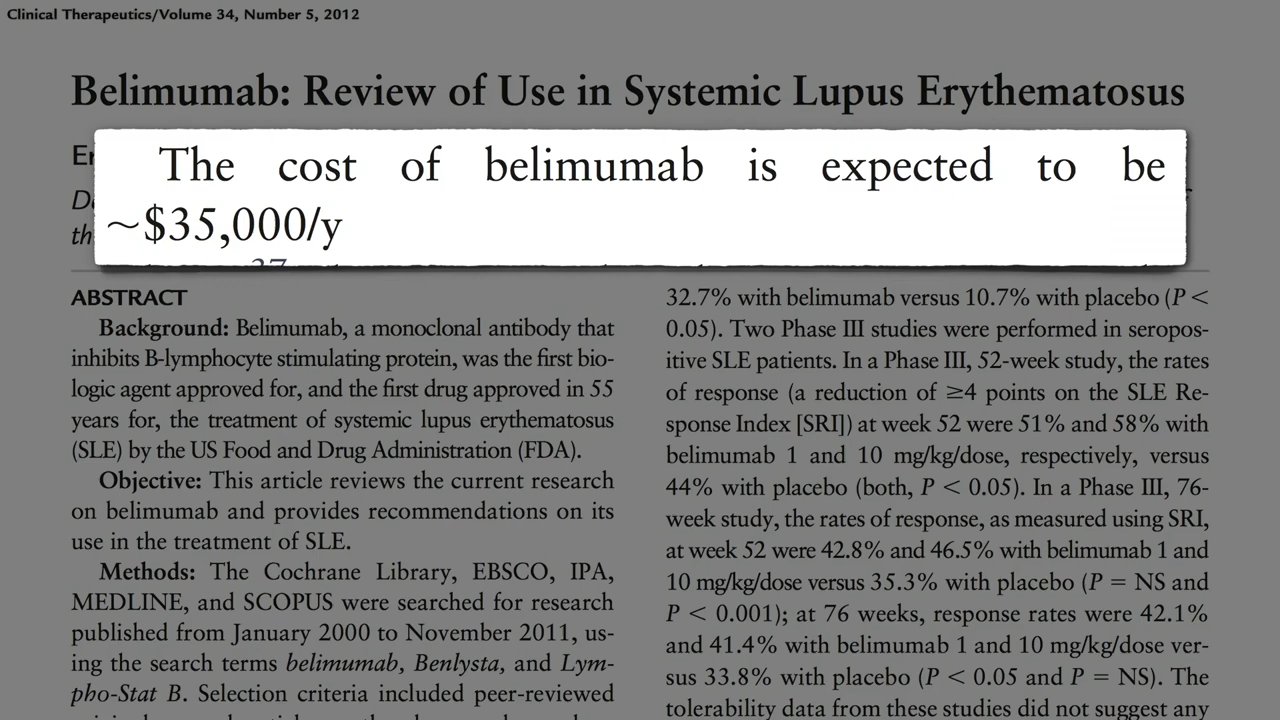 Clinical Therapeutics/Volume 34, Number 5, 2012
Belimumab: Review of Use in Systemic Lupus Erythematosus
The cost of belimumab is expected to be
~$35,000/y
ABSTRACT
Background: Belimumab, a monoclonal antibody that
inhibits B-lymphocyte stimulating protein, was the first bio-
logic agent approved for, and the first drug approved in 55
years for, the treatment of systemic lupus erythematosus
(SLE) by the US Food and Drug Administration (FDA).
Objective: This article reviews the current research
on belimumab and provides recommendations on its
use in the treatment of SLE.
Methods: The Cochrane Library, EBSCO, IPA,
MEDLINE, and SCOPUS were searched for research
published from January 2000 to November 2011, us-
ing the search terms belimumab, Benlysta, and Lym-
pho-Stat B. Selection criteria included peer-reviewed
32.7% with belimumab versus 10.7% with placebo (P <
0.05). Two Phase III studies were performed in seropos-
itive SLE patients. In a Phase III, 52-week study, the rates
of response (a reduction of ≥4 points on the SLE Re-
sponse Index [SRI]) at week 52 were 51% and 58% with
belimumab 1 and 10 mg/kg/dose, respectively, versus
44% with placebo (both, P < 0.05). In a Phase III, 76-
week study, the rates of response, as measured using SRI,
at week 52 were 42.8% and 46.5% with belimumab 1 and
10 mg/kg/dose versus 35.3% with placebo (P = NS and
P < 0.001); at 76 weeks, response rates were 42.1%
and 41.4% with belimumab 1 and 10 mg/kg/dose ver-
sus 33.8% with placebo (P < 0.05 and P = NS). The
tolerability data from these studies did not suggest any